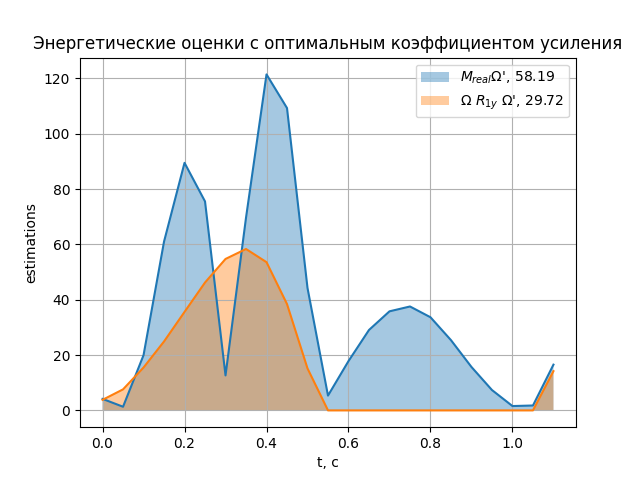 Энергетические оценки с оптимальным коэффициентом усиления
M_realΩ', 58.19
Ω R_1y Ω', 29.72
estimations
120
100
80
60
40
20
0
0.0 0.2 0.4 0.6 0.8 1.0
t, c